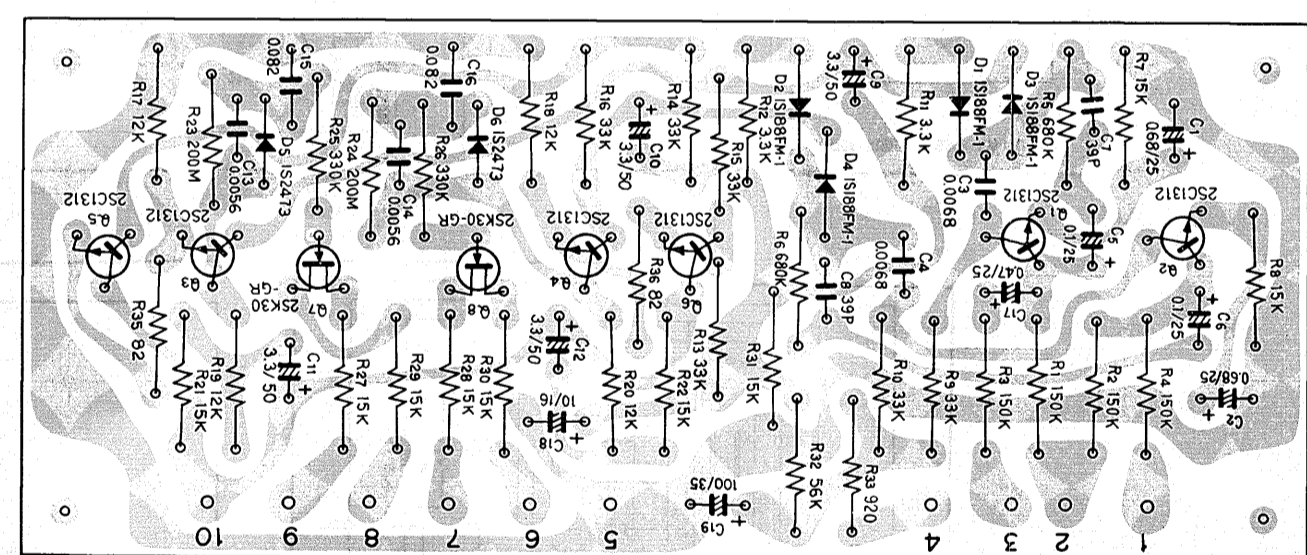 R17 12K
R23 200M
C13 0.0056
D5 1S2473
C15 0.082
R25 330K
R24 200M
C14 0.0056
R26 330K
C16 0.082
D6 1S2473
R18 12K
R16 33K
C10 3.3/50
R14 33K
R15 33K
R12 3.3K
D2 1S188FM-1
D4 1S188FM-1
C9 3.3/50
R11 3.3K
D1 1S188FM-1
C3 0.0068
D3 1S188FM-1
R5 680K
C7 39P
R7 15K
C1 0.68/25
2SC1312
Q5
2SC1312
Q3
2SK30-GR
Q7
2SK30-GR
Q8
2SC1312
Q4
2SC1312
Q6
R36 82
R6 680K
C8 39P
C4 0.0068
2SC1312
Q1
C5 0.1/25
2SC1312
Q2
R8 15K
R35 82
R21 15K
R19 12K
C11 3.3/50
R27 15K
R29 15K
R28 15K
R30 15K
C12 3.3/50
10/16
C18
R20 12K
R22 15K
R13 33K
R31 15K
R10 33K
R9 33K
0.47/25
C17
R3 150K
R1 150K
R2 150K
R4 150K
C6 0.1/25
0.68/25
C2
100/35
C19
R32 56K
R33 920
10
9
8
7
6
5
4
3
2
1